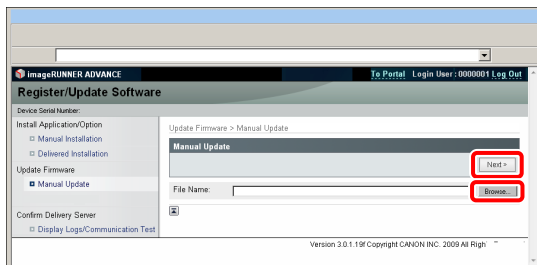 imageRUNNER ADVANCE
To Portal Login User : 0000001 Log Out
Register/Update Software
Device Serial Number:
Install Application/Option
Manual Installation
Delivered Installation
Update Firmware
Manual Update
Confirm Delivery Server
Display Logs/Communication Test
Update Firmware > Manual Update
Manual Update
Next >
File Name:
Browse...
Version 3.0.1.19f Copyright CANON INC. 2009 All Righ